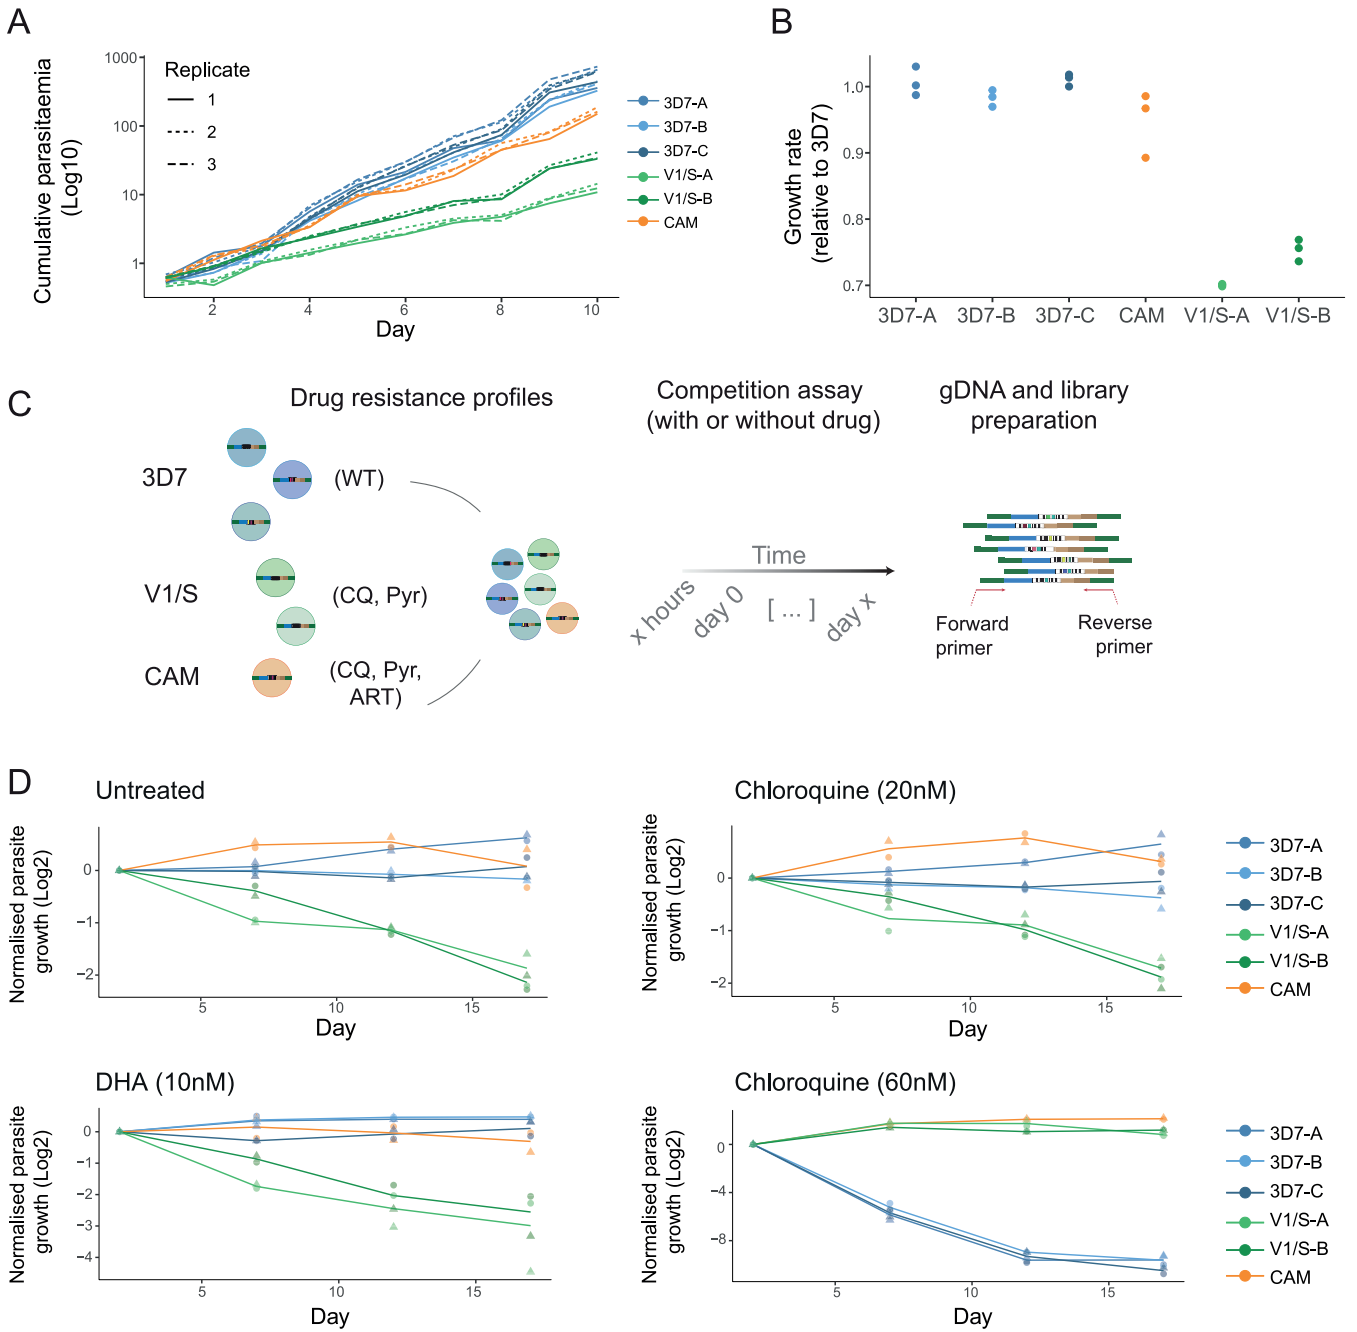 A
Cumulative parasitaemia
(Log10)
1000
100
10
1
Replicate
1
2
3
2
4
6
8
10
Day
3D7-A
3D7-B
3D7-C
V1/S-A
V1/S-B
CAM
B
Growth rate
(relative to 3D7)
1.0
0.9
0.8
0.7
3D7-A
3D7-B
3D7-C
CAM
V1/S-A
V1/S-B
C
Drug resistance profiles
3D7
(WT)
V1/S
(CQ, Pyr)
CAM
(CQ, Pyr,
ART)
Competition assay
(with or without drug)
Time
x hours
day 0
[ ... ]
day x
gDNA and library
preparation
Forward
primer
Reverse
primer
D
Untreated
Normalised parasite
growth (Log2)
0
−1
−2
5
10
15
Day
Chloroquine (20nM)
Normalised parasite
growth (Log2)
0
−1
−2
5
10
15
Day
3D7-A
3D7-B
3D7-C
V1/S-A
V1/S-B
CAM
DHA (10nM)
Normalised parasite
growth (Log2)
0
−1
−2
−3
−4
5
10
15
Day
Chloroquine (60nM)
Normalised parasite
growth (Log2)
0
−4
−8
5
10
15
Day
3D7-A
3D7-B
3D7-C
V1/S-A
V1/S-B
CAM